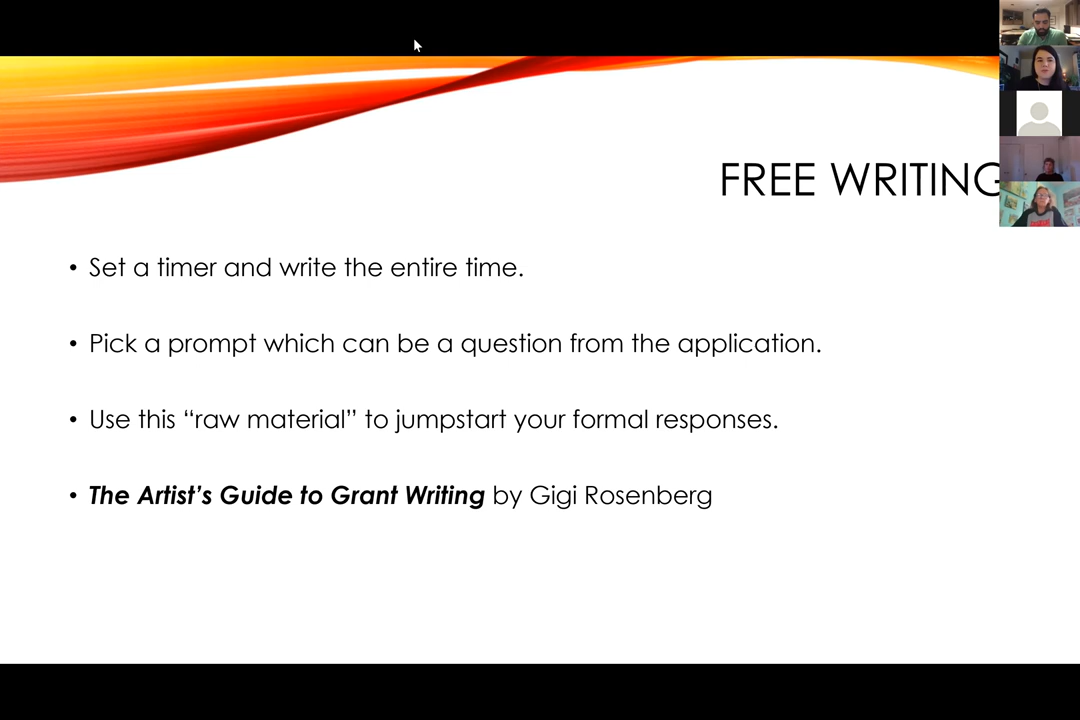 FREE WRITING
• Set a timer and write the entire time.
• Pick a prompt which can be a question from the application.
• Use this “raw material” to jumpstart your formal responses.
• The Artist’s Guide to Grant Writing by Gigi Rosenberg